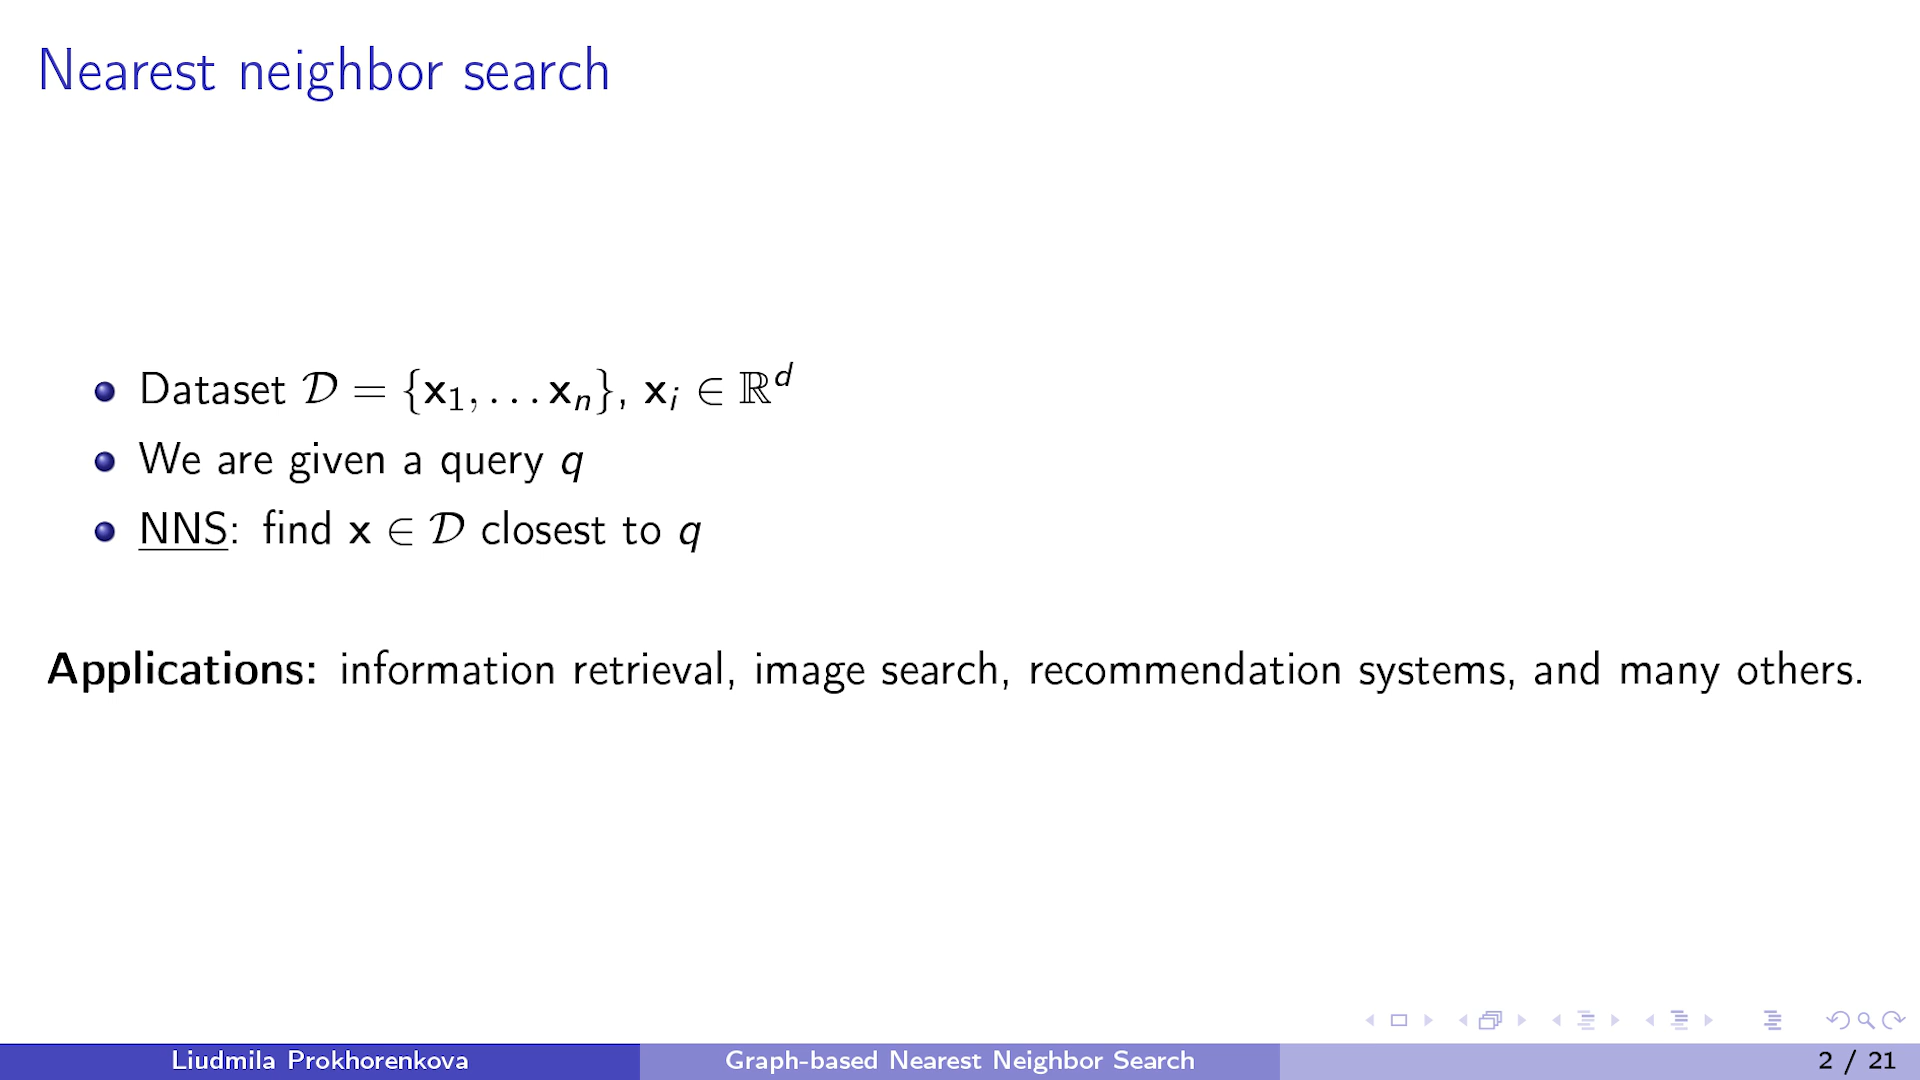 Nearest neighbor search
• Dataset 𝒟 = {x₁, . . . xₙ}, xᵢ ∈ ℝᵈ
• We are given a query q
• NNS: find x ∈ 𝒟 closest to q
Applications: information retrieval, image search, recommendation systems, and many others.
Liudmila Prokhorenkova Graph-based Nearest Neighbor Search 2 / 21